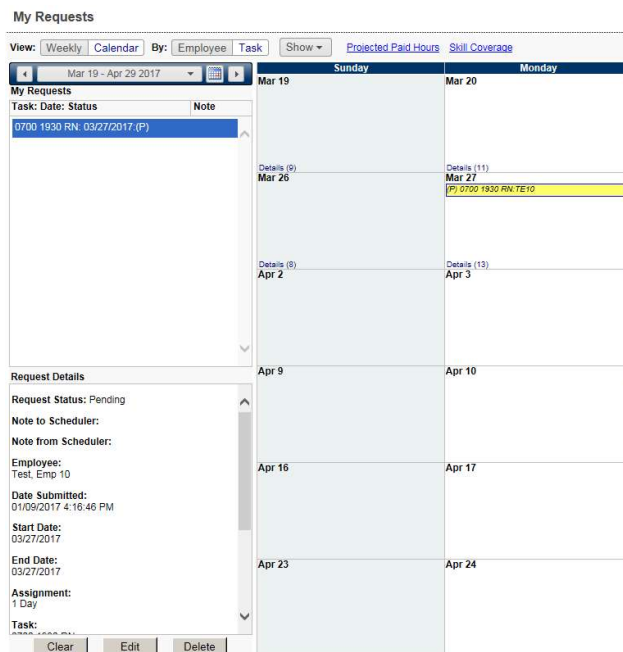 My Requests
View: Weekly Calendar By: Employee Task Show Projected Paid Hours Skill Coverage
Mar 19 - Apr 29 2017
My Requests
Task: Date: Status Note
0700 1930 RN: 03/27/2017:(P)
Request Details
Request Status: Pending
Note to Scheduler:
Note from Scheduler:
Employee:
Test, Emp 10
Date Submitted:
01/09/2017 4:16:46 PM
Start Date:
03/27/2017
End Date:
03/27/2017
Assignment:
1 Day
Task:
Clear Edit Delete
Sunday Monday
Mar 19 Mar 20
Details (9) Details (11)
Mar 26 Mar 27
(P) 0700 1930 RN:TE10
Details (8) Details (13)
Apr 2 Apr 3
Apr 9 Apr 10
Apr 16 Apr 17
Apr 23 Apr 24